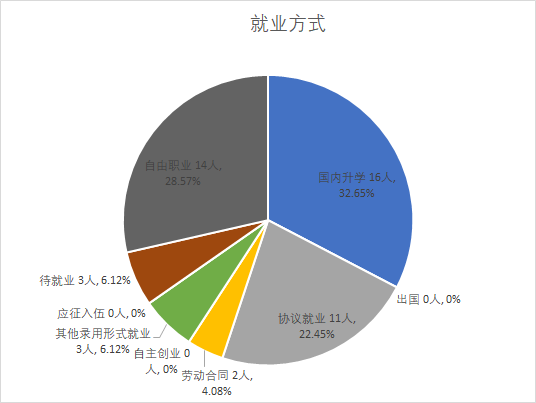 就业方式
国内升学 16人,
32.65%
出国 0人, 0%
协议就业 11人,
22.45%
劳动合同 2人,
4.08%
自主创业 0
人, 0%
其他录用形式就业
3人, 6.12%
应征入伍 0人, 0%
待就业 3人, 6.12%
自由职业 14人,
28.57%